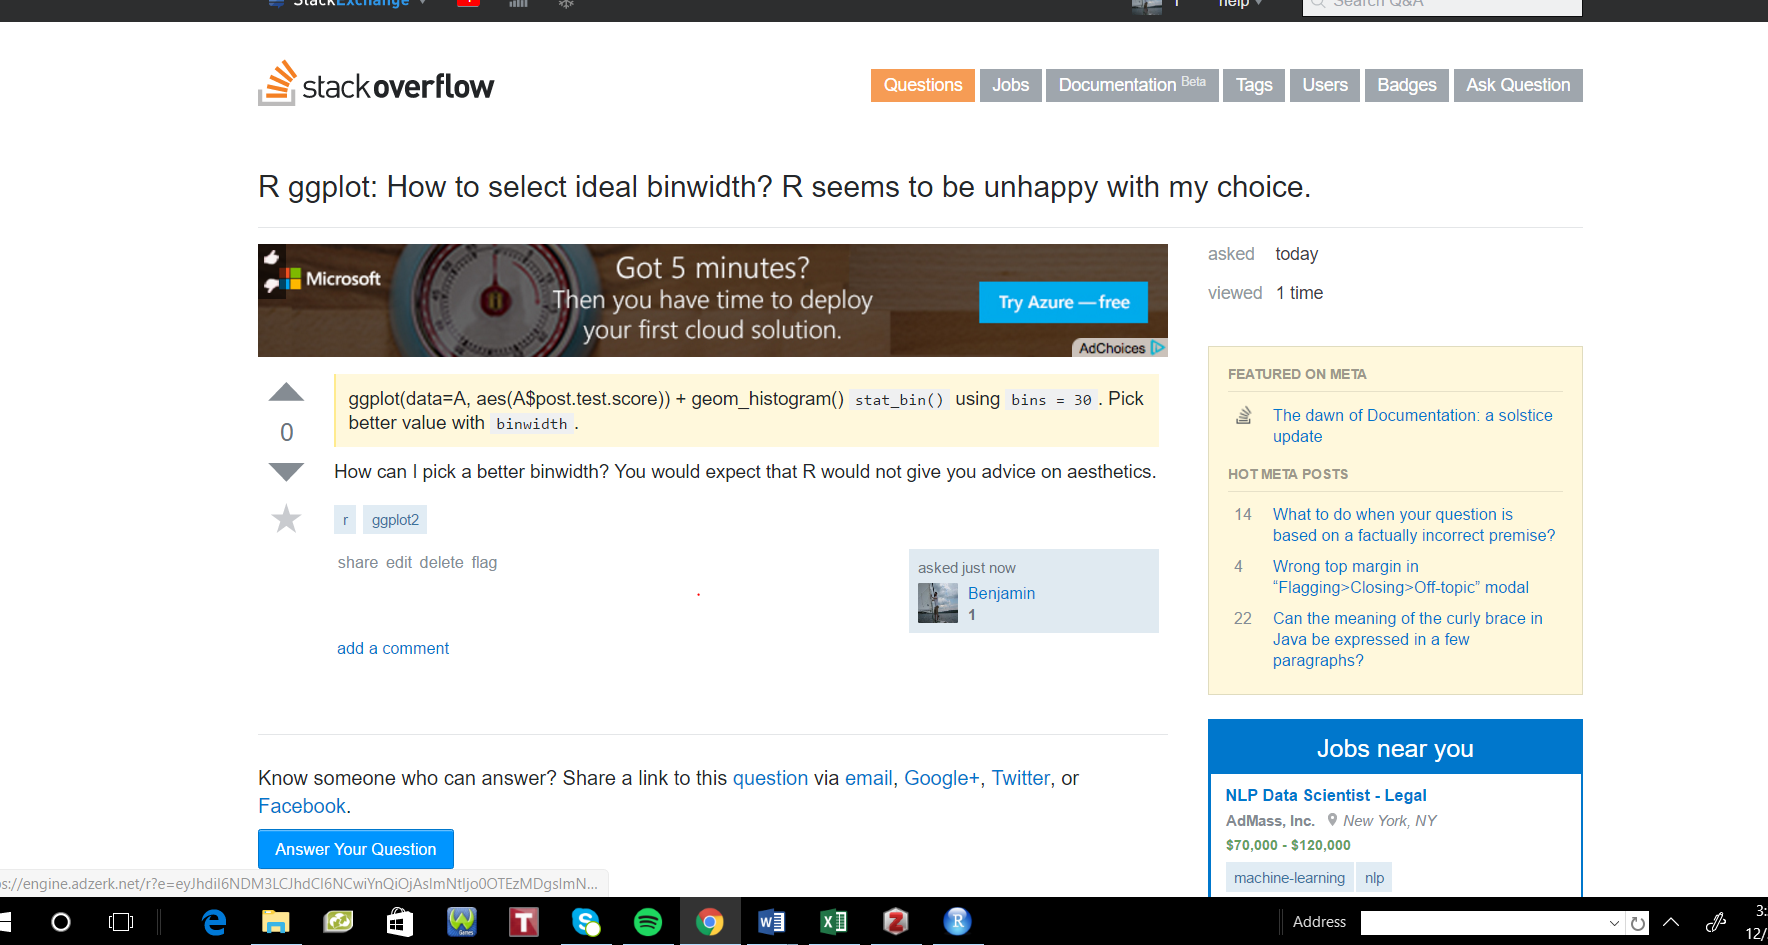 StackExchange
1
help
Search Q&A
stackoverflow
Questions Jobs Documentation Beta Tags Users Badges Ask Question
R ggplot: How to select ideal binwidth? R seems to be unhappy with my choice.
Microsoft
Got 5 minutes?
Then you have time to deploy
your first cloud solution.
Try Azure — free
AdChoices
asked today
viewed 1 time
0
ggplot(data=A, aes(A$post.test.score)) + geom_histogram() stat_bin() using bins = 30 . Pick
better value with binwidth .
How can I pick a better binwidth? You would expect that R would not give you advice on aesthetics.
r ggplot2
share edit delete flag
asked just now
Benjamin
1
add a comment
Know someone who can answer? Share a link to this question via email, Google+, Twitter, or
Facebook.
Answer Your Question
FEATURED ON META
The dawn of Documentation: a solstice
update
HOT META POSTS
14 What to do when your question is
based on a factually incorrect premise?
4 Wrong top margin in
“Flagging>Closing>Off-topic” modal
22 Can the meaning of the curly brace in
Java be expressed in a few
paragraphs?
Jobs near you
NLP Data Scientist - Legal
AdMass, Inc. New York, NY
$70,000 - $120,000
machine-learning nlp
Address
3:
12/